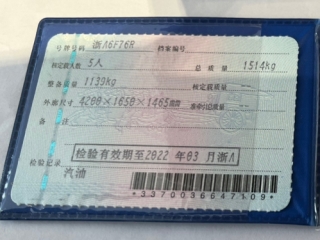 号牌号码 浙A6F76R 档案编号
核定载人数 5人 总质量 1514kg
整备质量 1139kg 核定载质量
外廓尺寸 4200×1650×1465mm 准牵引总质量
备注
检验有效期至2022年03月浙A
检验记录
汽油
*3370036647109*